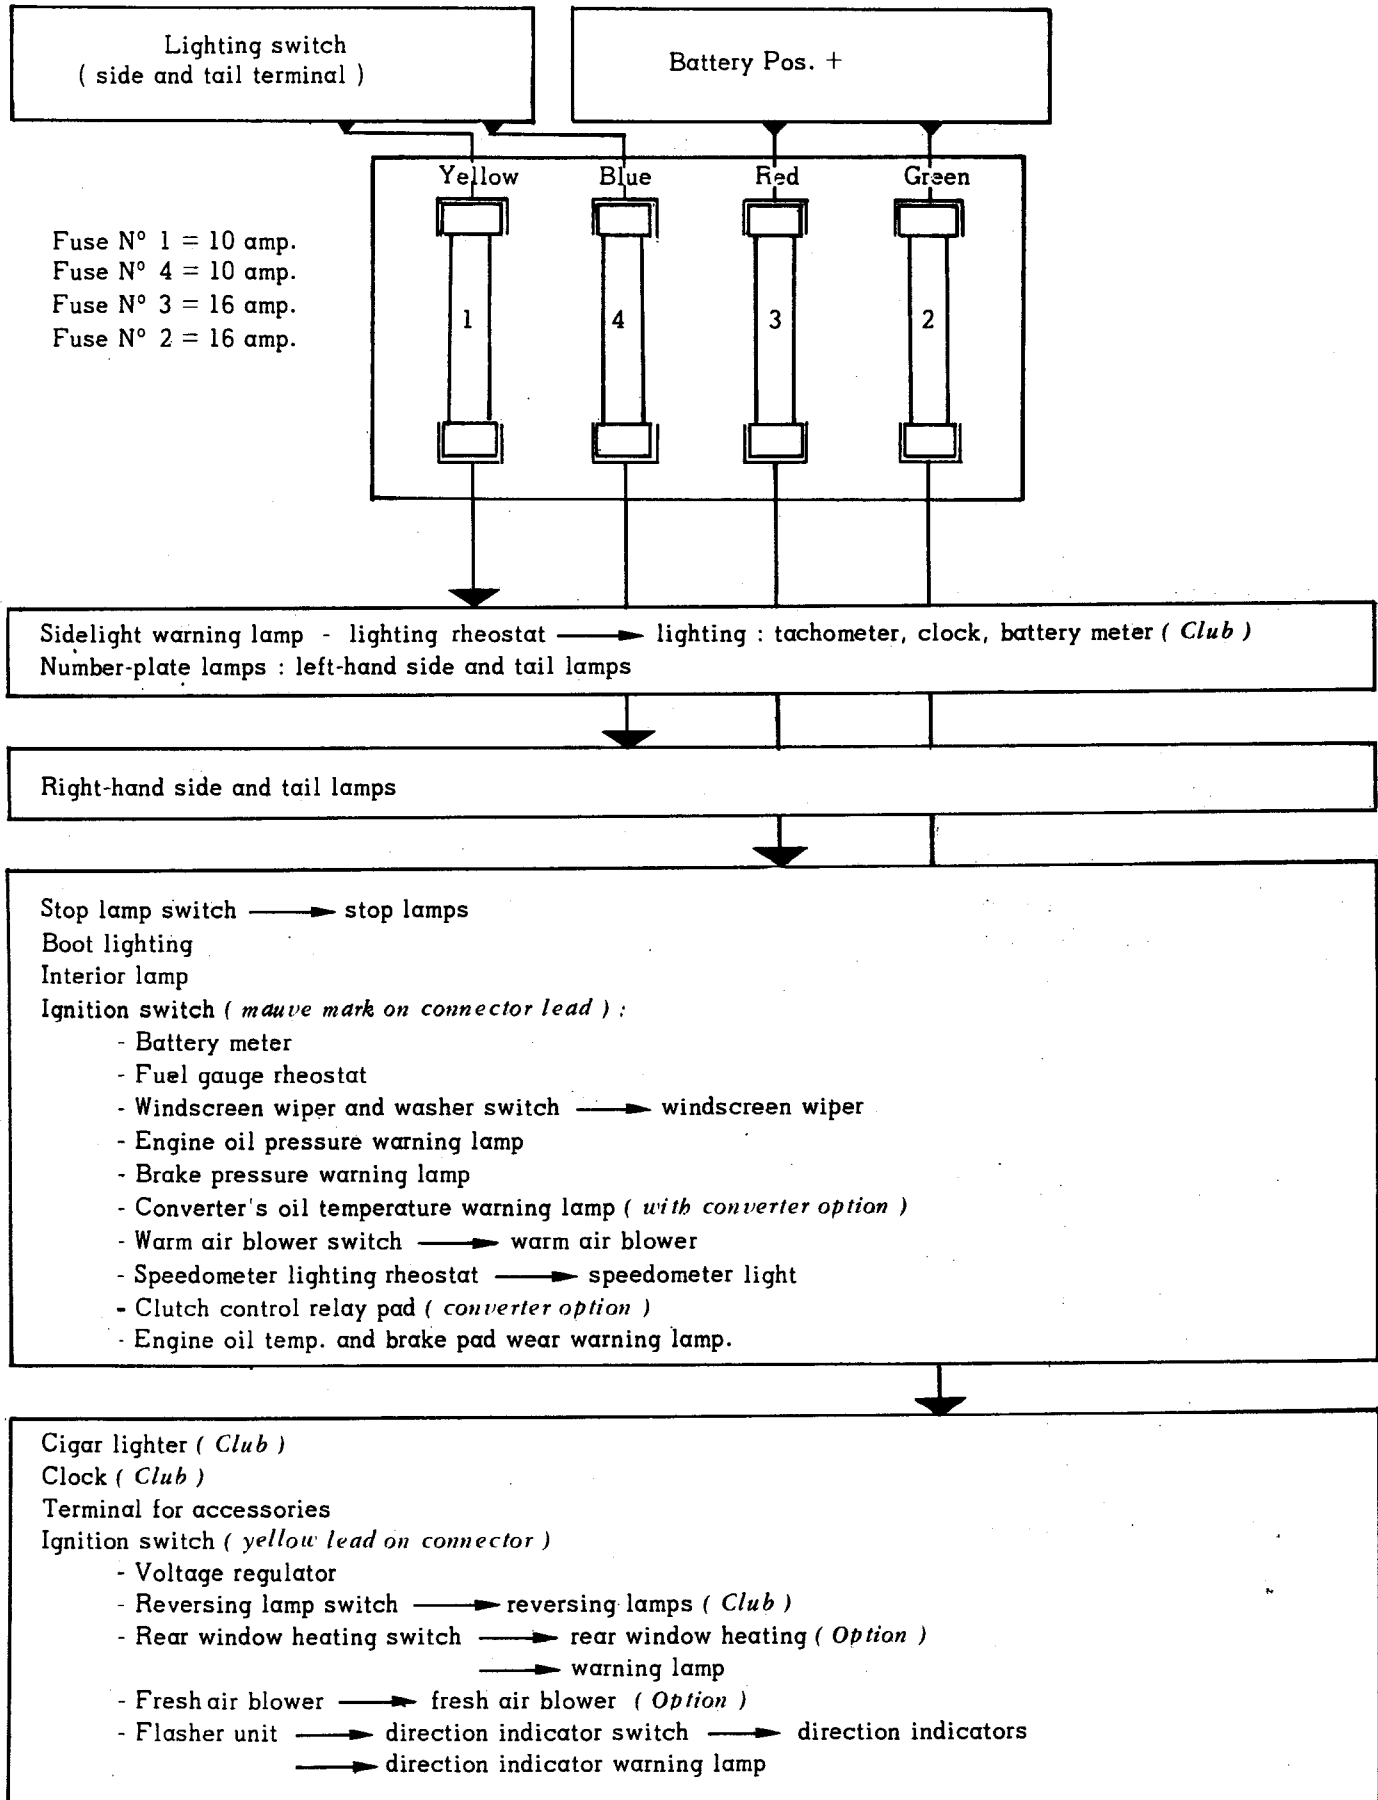 Lighting switch
( side and tail terminal )
Battery Pos. +
Yellow Blue Red Green
Fuse Nº 1 = 10 amp.
Fuse Nº 4 = 10 amp.
Fuse Nº 3 = 16 amp.
Fuse Nº 2 = 16 amp.
1 4 3 2
Sidelight warning lamp - lighting rheostat → lighting : tachometer, clock, battery meter ( Club )
Number-plate lamps : left-hand side and tail lamps
Right-hand side and tail lamps
Stop lamp switch → stop lamps
Boot lighting
Interior lamp
Ignition switch ( mauve mark on connector lead ) :
- Battery meter
- Fuel gauge rheostat
- Windscreen wiper and washer switch → windscreen wiper
- Engine oil pressure warning lamp
- Brake pressure warning lamp
- Converter's oil temperature warning lamp ( with converter option )
- Warm air blower switch → warm air blower
- Speedometer lighting rheostat → speedometer light
- Clutch control relay pad ( converter option )
- Engine oil temp. and brake pad wear warning lamp.
Cigar lighter ( Club )
Clock ( Club )
Terminal for accessories
Ignition switch ( yellow lead on connector )
- Voltage regulator
- Reversing lamp switch → reversing lamps ( Club )
- Rear window heating switch → rear window heating ( Option )
→ warning lamp
- Fresh air blower → fresh air blower ( Option )
- Flasher unit → direction indicator switch → direction indicators
→ direction indicator warning lamp